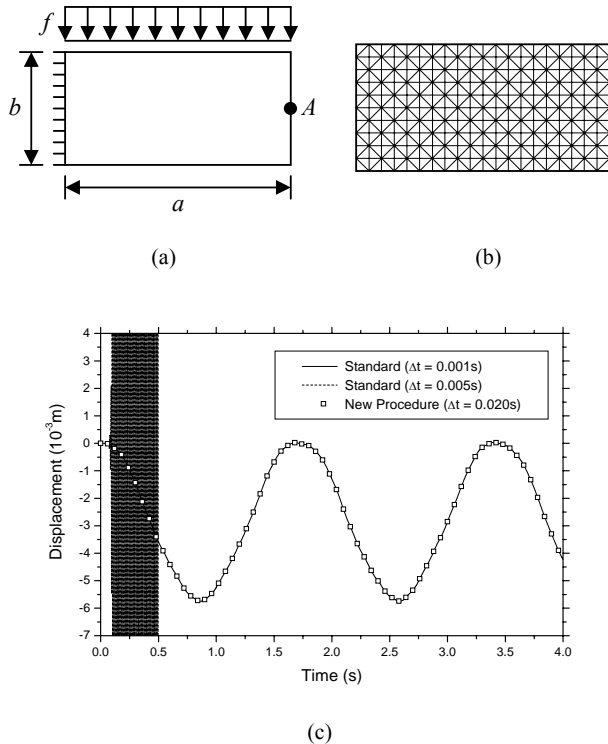 f
b
A
a
(a)
(b)
4
3
2
1
0
-1
-2
-3
-4
-5
-6
-7
Displacement (10⁻³m)
Standard (Δt = 0.001s)
Standard (Δt = 0.005s)
New Procedure (Δt = 0.020s)
0.0 0.5 1.0 1.5 2.0 2.5 3.0 3.5 4.0
Time (s)
(c)